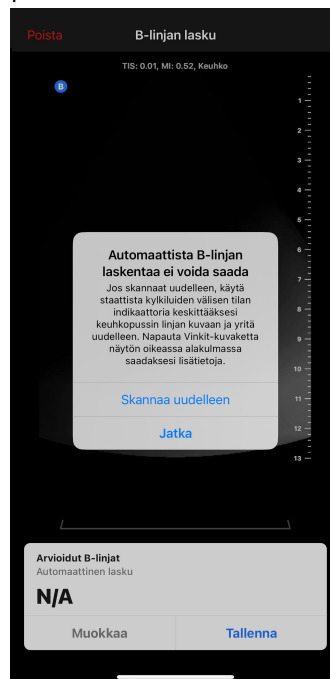 Poista
B-linjan lasku
TIS: 0.01, MI: 0.52, Keuhko
B
1
2
3
4
5
6
7
8
9
10
11
12
13
Automaattista B-linjan
laskentaa ei voida saada
Jos skannaat uudelleen, käytä
staattista kylkiluiden välisen tilan
indikaattoria keskittääksesi
keuhkopussin linjan kuvaan ja yritä
uudelleen. Napauta Vinkit-kuvaketta
näytön oikeassa alakulmassa
saadaksesi lisätietoja.
Skannaa uudelleen
Jatka
Arvioidut B-linjat
Automaattinen lasku
N/A
Muokkaa
Tallenna